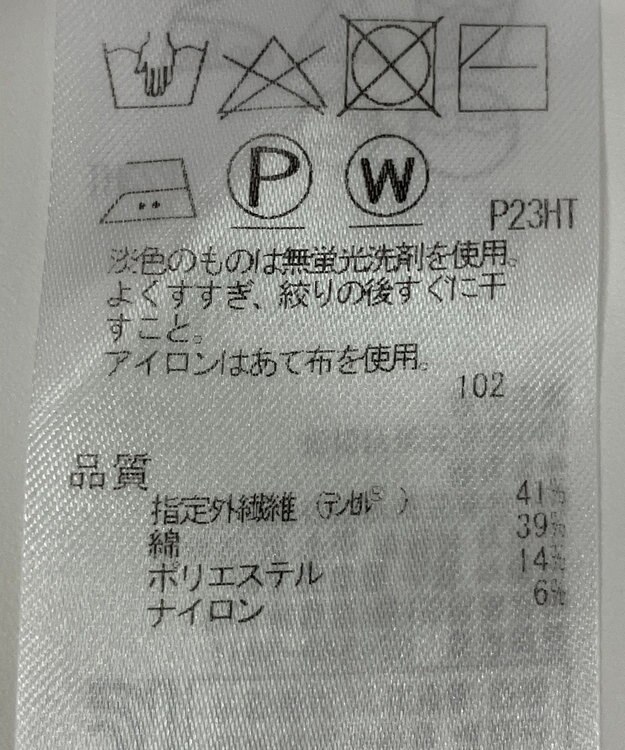 P W
P23HT
淡色のものは無蛍光洗剤を使用。
よくすすぎ、絞りの後すぐに干
すこと。
アイロンはあて布を使用。
102
品質
指定外繊維(テンセル®) 41%
綿 39%
ポリエステル 14%
ナイロン 6%